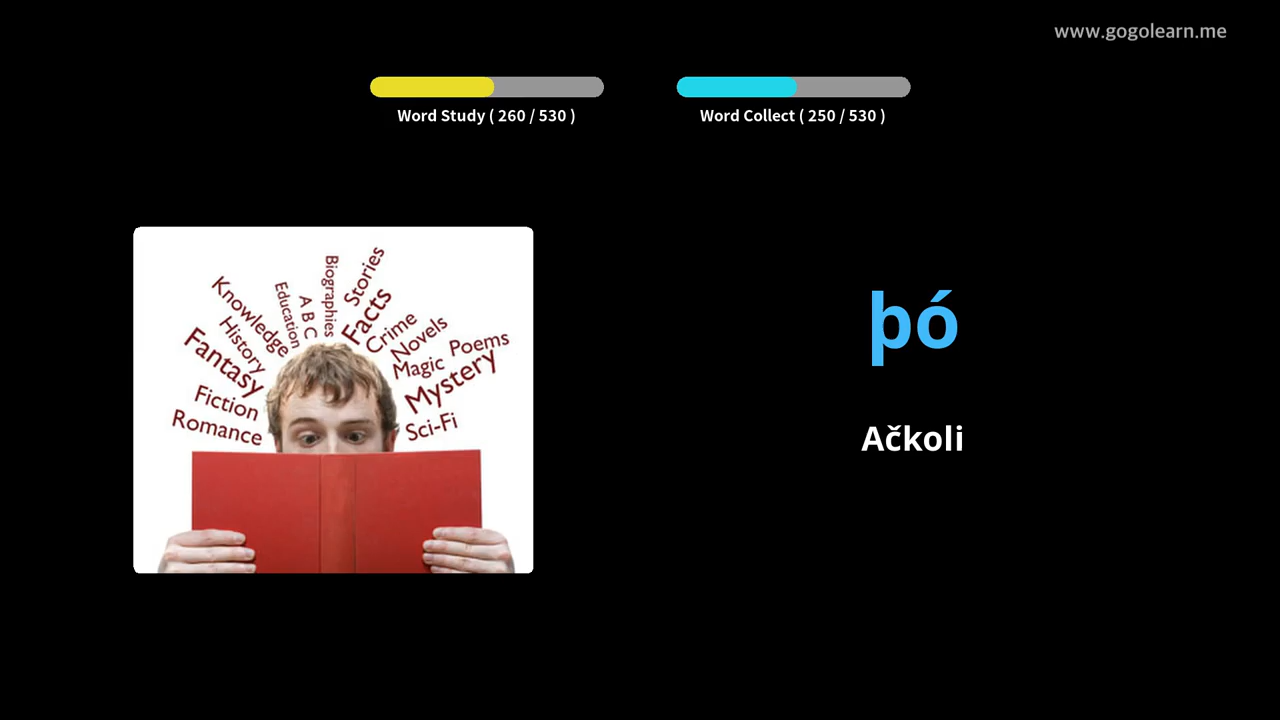 www.gogolearn.me
Word Study ( 260 / 530 )
Word Collect ( 250 / 530 )
Biographies
Stories
Education
A B C
Facts
Knowledge
Crime
History
Novels
Fantasy
Magic
Poems
Mystery
Fiction
Romance
Sci-Fi
þó
Ačkoli